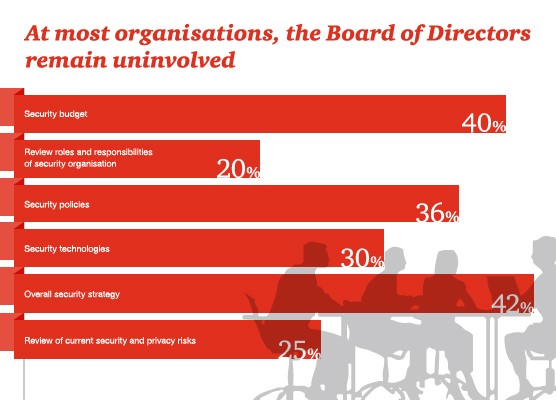 At most organisations, the Board of Directors
remain uninvolved
Security budget
40%
Review roles and responsibilities
of security organisation
20%
Security policies
36%
Security technologies
30%
Overall security strategy
42%
Review of current security and privacy risks
25%